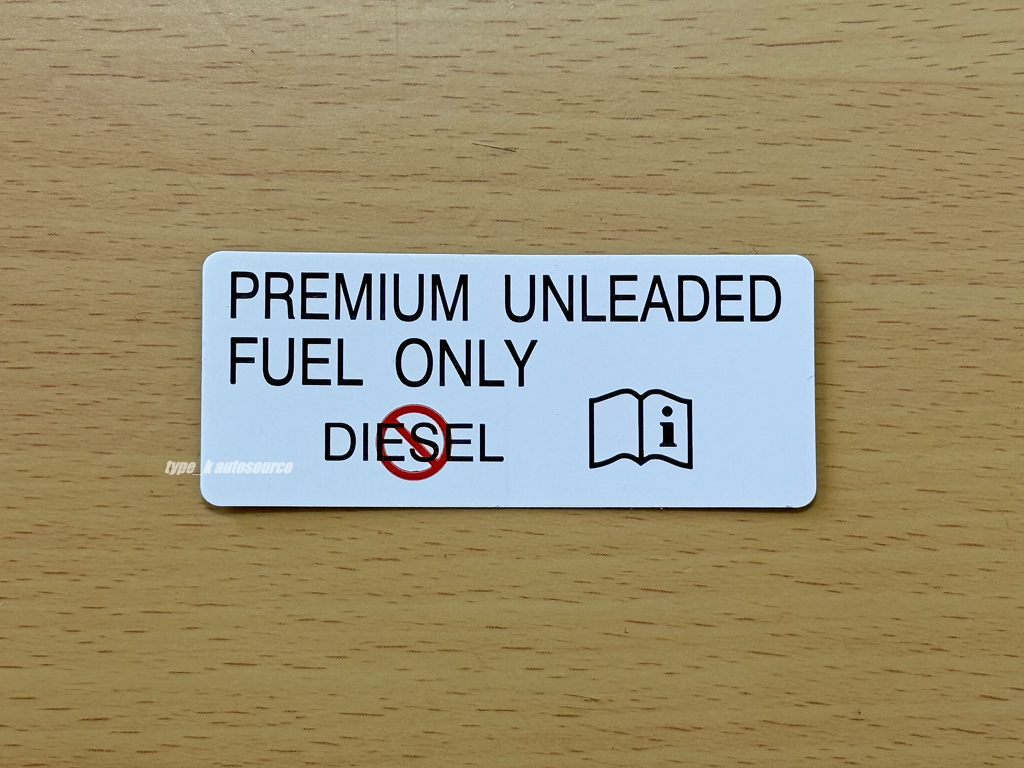 PREMIUM UNLEADED
FUEL ONLY
DIESEL
i
type_k autosource